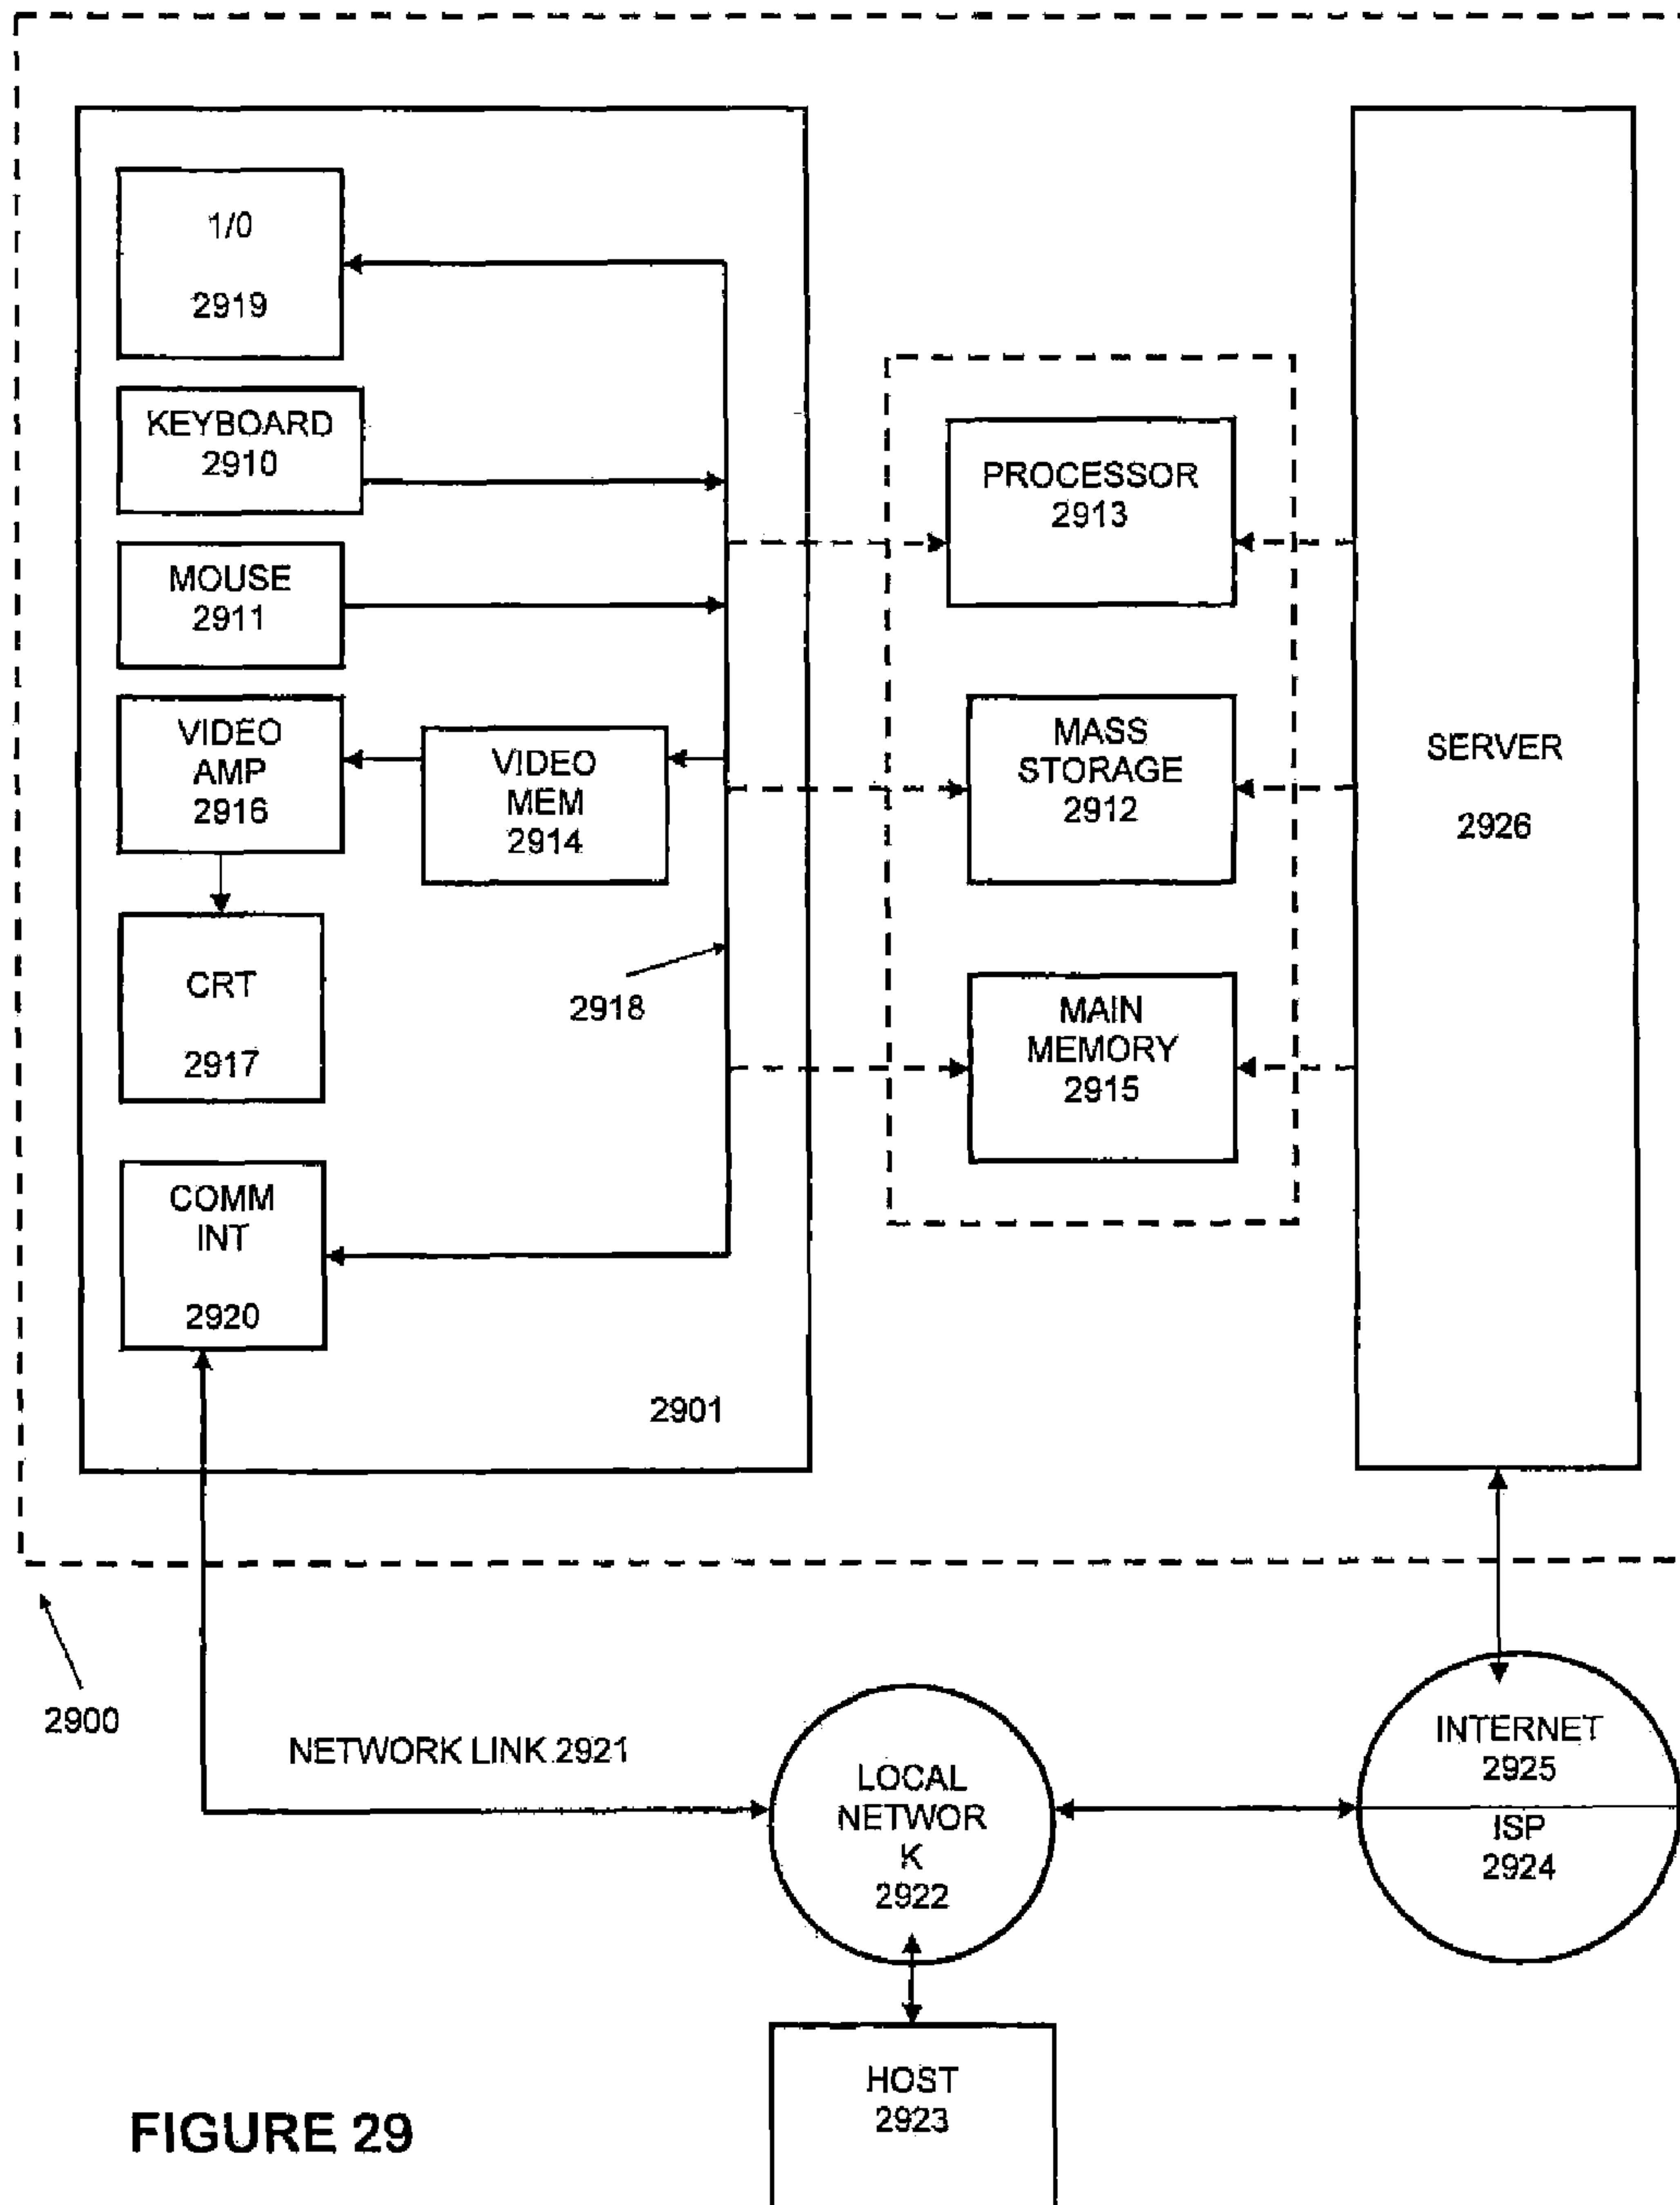 1/0
2919
KEYBOARD
2910
MOUSE
2911
VIDEO
AMP
2916
VIDEO
MEM
2914
CRT
2917
2918
COMM
INT
2920
2901
PROCESSOR
2913
MASS
STORAGE
2912
MAIN
MEMORY
2915
SERVER
2926
2900
NETWORK LINK 2921
LOCAL
NETWOR
K
2922
INTERNET
2925
ISP
2924
HOST
2923
FIGURE 29